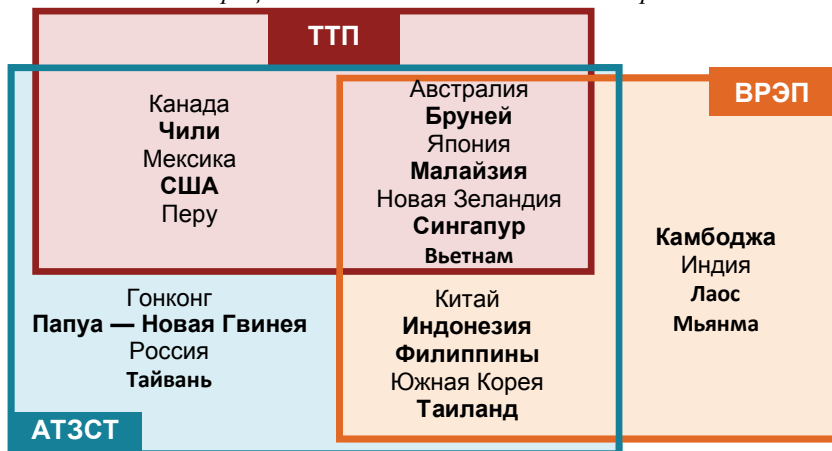 ТТП
ВРЭП
Канада
Чили
Мексика
США
Перу
Австралия
Бруней
Япония
Малайзия
Новая Зеландия
Сингапур
Вьетнам
Камбоджа
Индия
Лаос
Мьянма
Гонконг
Папуа — Новая Гвинея
Россия
Тайвань
Китай
Индонезия
Филиппины
Южная Корея
Таиланд
АТЗСТ